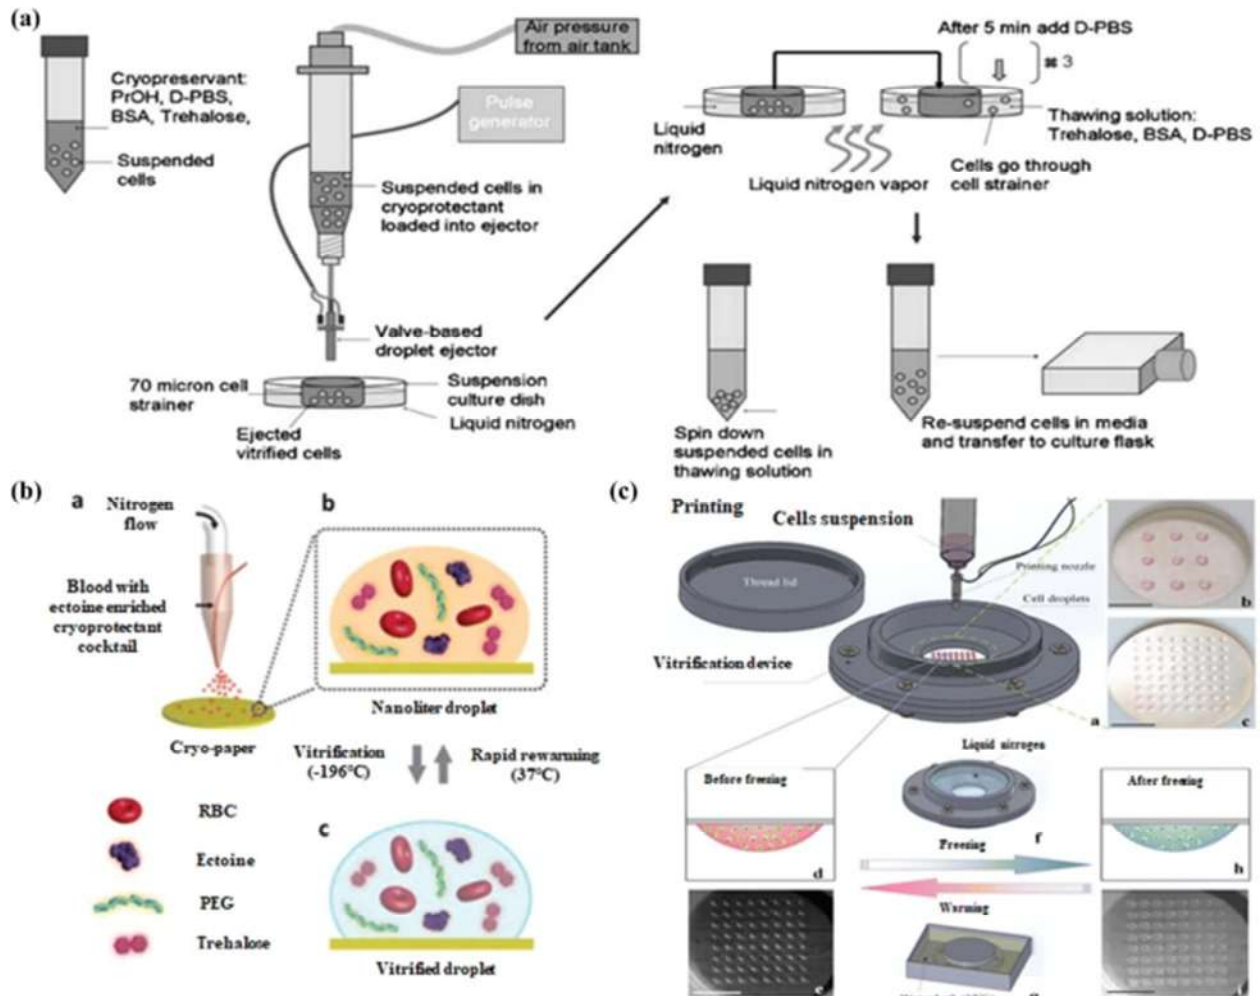 (a)
Cryopreservant:
PrOH, D-PBS,
BSA, Trehalose,
Suspended
cells
Air pressure
from air tank
Pulse
generator
Suspended cells in
cryoprotectant
loaded into ejector
Valve-based
droplet ejector
70 micron cell
strainer
Suspension
culture dish
Liquid nitrogen
Ejected
vitrified cells
After 5 min add D-PBS
3
Liquid
nitrogen
Thawing solution:
Trehalose, BSA, D-PBS
Cells go through
cell strainer
Liquid nitrogen vapor
Spin down
suspended cells in
thawing solution
Re-suspend cells in media
and transfer to culture flask
(b)
a
Nitrogen
flow
Blood with
ectoine enriched
cryoprotectant
cocktail
Cryo-paper
b
Nanoliter droplet
Vitrification
(-196°C)
Rapid rewarming
(37°C)
RBC
Ectoine
PEG
Trehalose
c
Vitrified droplet
(c)
Printing
Cells suspension
Thread lid
Printing nozzle
Cell droplets
Vitrification device
a
b
c
Liquid nitrogen
Before freezing
d
f
After freezing
h
Freezing
Warming
e